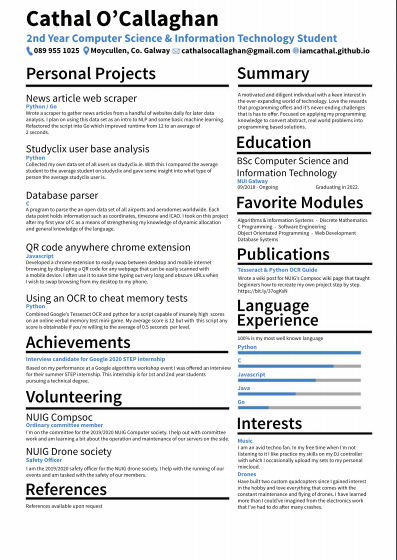 Cathal O'Callaghan
2nd Year Computer Science & Information Technology Student
089 955 1025 Moycullen, Co. Galway cathalsocallaghan@gmail.com iamcathal.github.io
Personal Projects
News article web scraper
Python / Go
Wrote a scraper to gather news articles from a handful of websites daily for later data
analysis. I plan on using this data set as an intro to NLP and some basic machine learning.
Refactored the script into Go which improved runtime from 12 to an average of
2 seconds.
Studyclix user base analysis
Python
Collected my own data set of all users on studyclix.ie. With this I compared the average
student to the average student on studyclix and gave some insight into what type of
person the average studyclix user is.
Database parser
C
A program to parse the an open data set of all airports and aerodomes worldwide. Each
data point holds information such as coordinates, timezone and ICAO. I took on this project
after my first year of C as a means of strengthing my knowledge of dynamic allocation
and general knowledge of the language.
QR code anywhere chrome extension
Javascript
Developed a chrome extension to easily swap between desktop and mobile internet
browsing by displaying a QR code for any webpage that can be easily scanned with
a mobile device. I often use it to save time typing out very long and obscure URLs when
I wish to swap browsing from my desktop to my phone.
Using an OCR to cheat memory tests
Python
Combined Google's Tesseract OCR and python for a script capable of insanely high scores
on an online verbal memory test mini-game. My average score is 12 but with this script any
score is obtainable if you're willing to the average of 0.5 seconds per level.
Achievements
Interview candidate for Google 2020 STEP internship
Based on my performance at a Google algorithms workshop event I was offered an interview
for their summer STEP internship. This internship is for 1st and 2nd year students
pursuing a technical degree.
Volunteering
NUIG Compsoc
Ordinary committee member
I'm on the committee for the 2019/2020 NUIG Computer society. I help out with committee
work and am learning a bit about the operation and maintenance of our servers on the side.
NUIG Drone society
Safety Officer
I am the 2019/2020 safety officer for the NUIG drone society. I help with the running of our
events and am tasked with the safety of our members.
References
References available upon request
Summary
A motivated and diligent individual with a keen interest in
the ever-expanding world of technology. Love the rewards
that programming offers and it's never-ending challenges
that is has to offer. Focused on applying my programming
knowledge to convert abstract, real world problems into
programming based solutions.
Education
BSc Computer Science and
Information Technology
NUI Galway
09/2018 - Ongoing Graduating in 2022.
Favorite Modules
Algorithms & Information Systems - Discrete Mathematics
C Programming - Software Engineering
Object Orientated Programming - Web Development
Database Systems
Publications
Tesseract & Python OCR Guide
Wrote a wiki post for NUIG's Compsoc wiki page that taught
beginners how to recreate my own project step by step.
Language
Experience
100% is my most well known language
Python
C
Javascript
Java
Go
Interests
Music
I am an avid techno fan. In my free time when I'm not
listening to it I like practice my skills on my DJ controller
with which I occasionally upload my sets to my personal
mixcloud.
Drones
Have built two custom quadcopters since I gained interest
in the hobby and love everything that comes with the
constant maintenance and flying of drones. I have learned
more than I could've imagined from the electronics work
that I've had to do after many crashes.